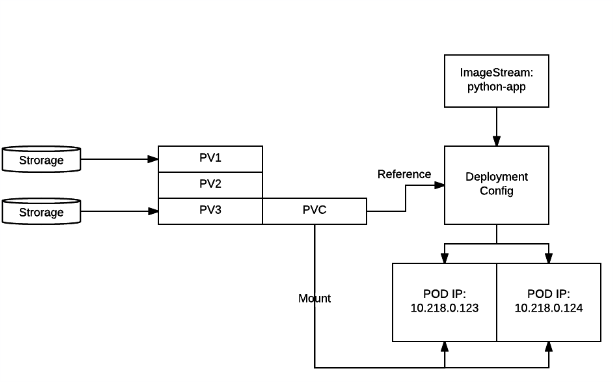 ImageStream:
python-app
Strorage
PV1
PV2
Strorage
PV3
PVC
Reference
Deployment
Config
Mount
POD IP:
10.218.0.123
POD IP:
10.218.0.124